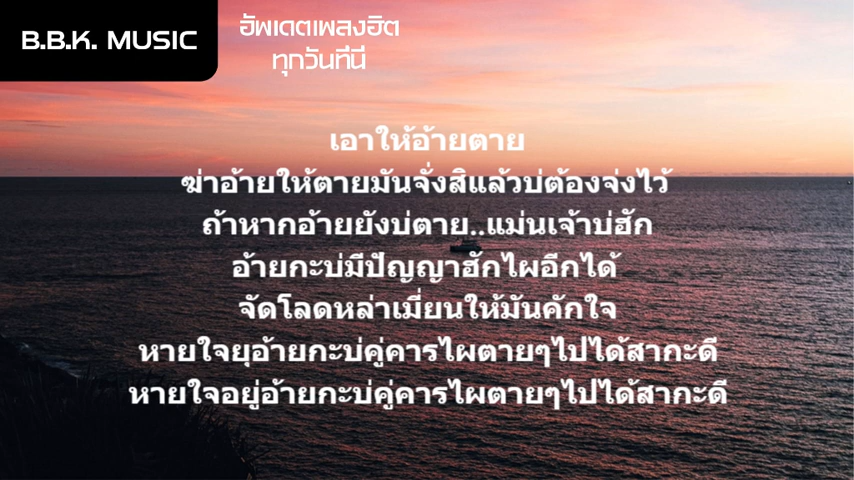 B.B.K. MUSIC
อัพเดตเพลงฮิต
ทุกวันที่นี่
เอาให้อ้ายตาย
ฆ่าอ้ายให้ตายมันจั่งสิแล้วบ่ต้องจ่งไว้
ถ้าหากอ้ายยังบ่ตาย..แม่นเจ้าบ่ฮัก
อ้ายกะบ่มีปัญญาฮักไผอีกได้
จัดโลดหล่าเมี่ยนให้มันคักใจ
หายใจยุอ้ายกะบ่คู่คารไผตายๆไปได้สากะดี
หายใจอยู่อ้ายกะบ่คู่คารไผตายๆไปได้สากะดี